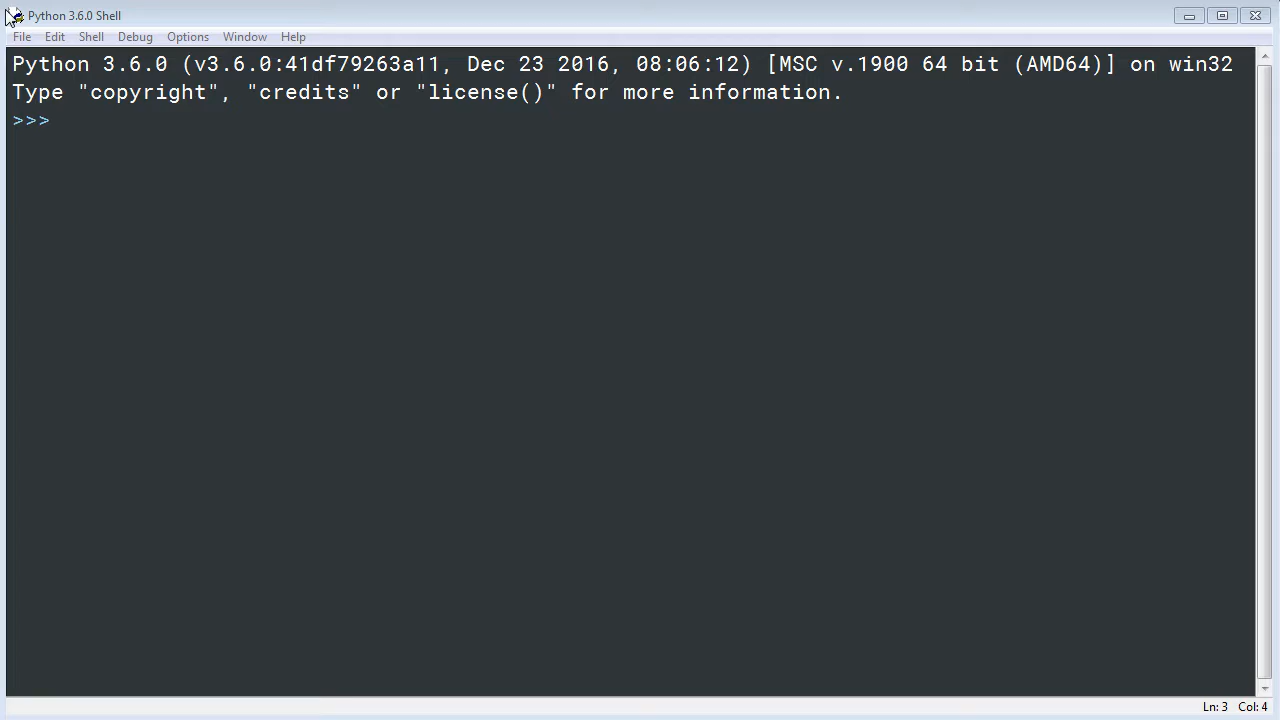 Python 3.6.0 Shell
File Edit Shell Debug Options Window Help
Python 3.6.0 (v3.6.0:41df79263a11, Dec 23 2016, 08:06:12) [MSC v.1900 64 bit (AMD64)] on win32
Type "copyright", "credits" or "license()" for more information.
>>>
Ln: 3 Col: 4